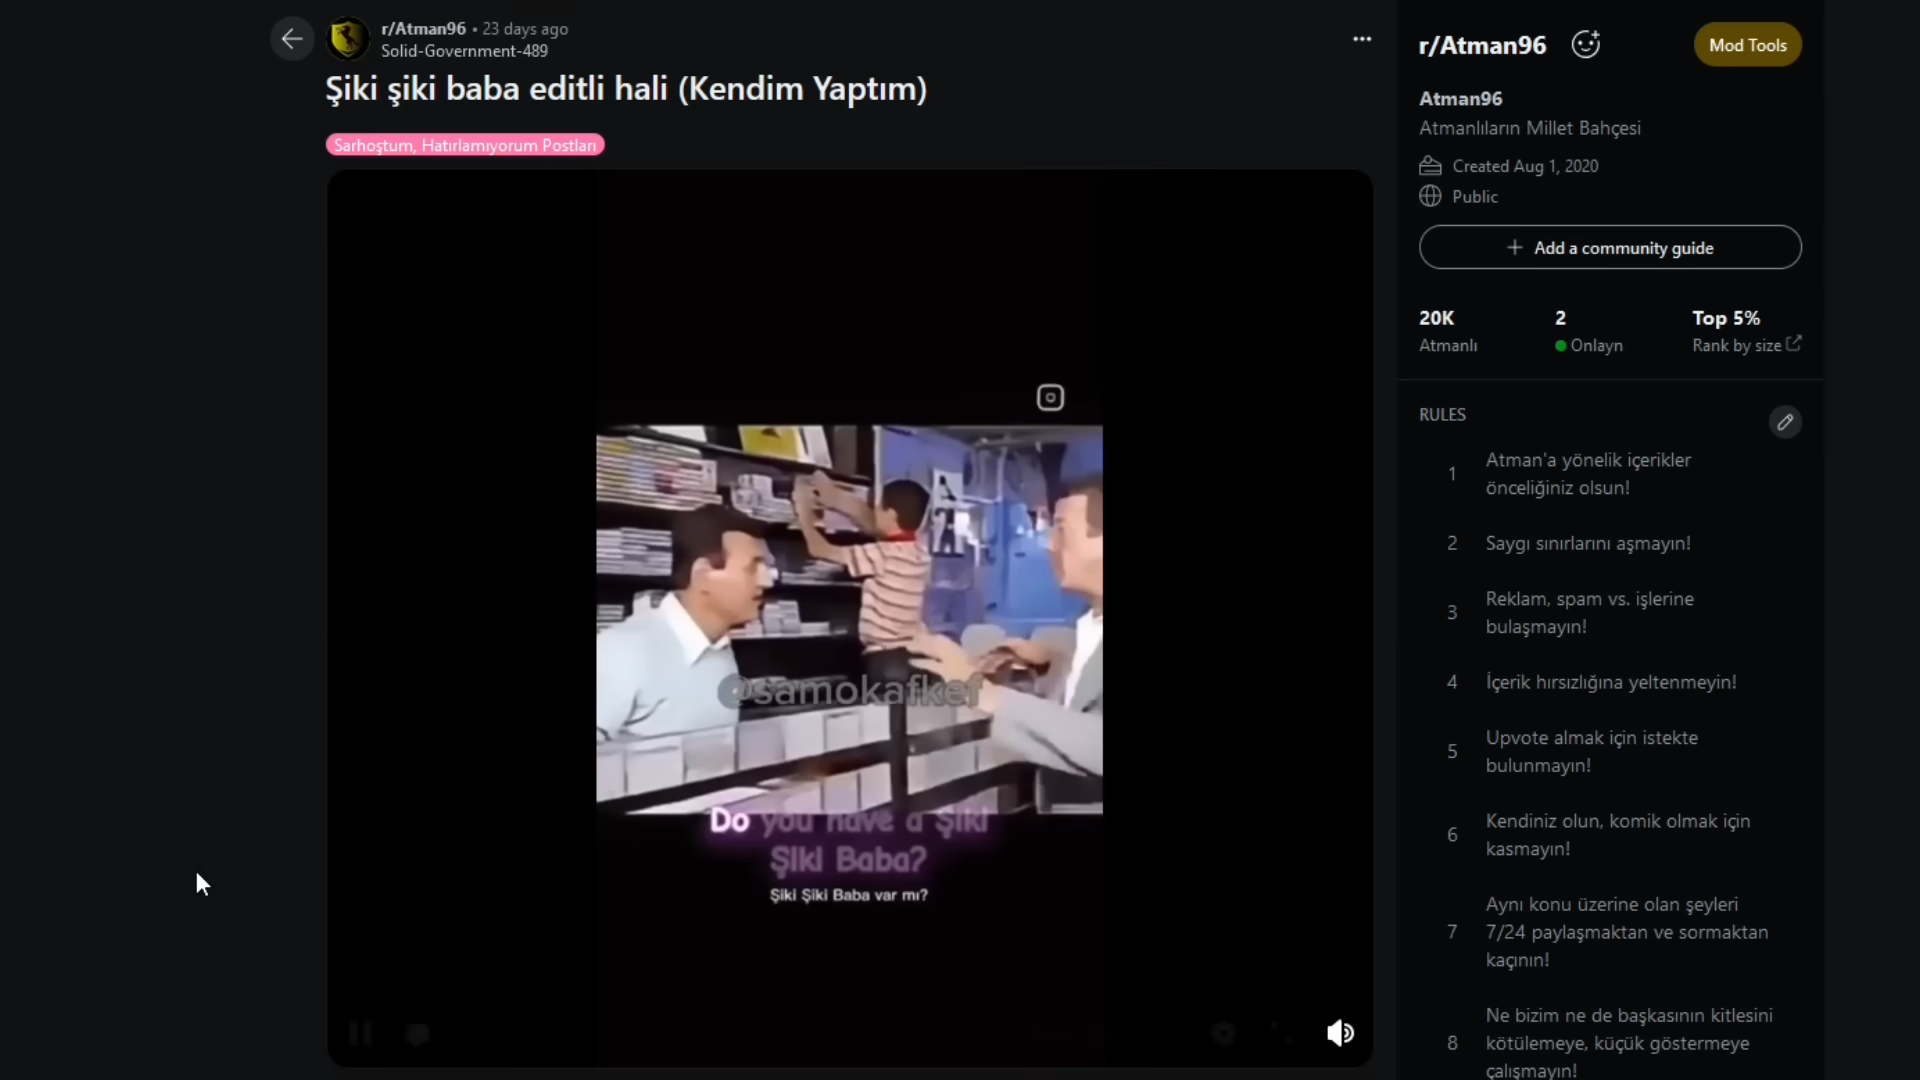 r/Atman96 • 23 days ago
Solid-Government-489
Şiki şiki baba editli hali (Kendim Yaptım)
Sarhoştum, Hatırlamıyorum Postları
@samokafkef
Do you have a Şiki
Şiki Baba?
Şiki Şiki Baba var mı?
r/Atman96
Mod Tools
Atman96
Atmanlıların Millet Bahçesi
Created Aug 1, 2020
Public
Add a community guide
20K
Atmanlı
2
Onlayn
Top 5%
Rank by size
RULES
1
Atman'a yönelik içerikler
önceliğiniz olsun!
2
Saygı sınırlarını aşmayın!
3
Reklam, spam vs. işlerine
bulaşmayın!
4
İçerik hırsızlığına yeltenmeyin!
5
Upvote almak için istekte
bulunmayın!
6
Kendiniz olun, komik olmak için
kasmayın!
7
Aynı konu üzerine olan şeyleri
7/24 paylaşmaktan ve sormaktan
kaçının!
8
Ne bizim ne de başkasının kitlesini
kötülemeye, küçük göstermeye
çalışmayın!